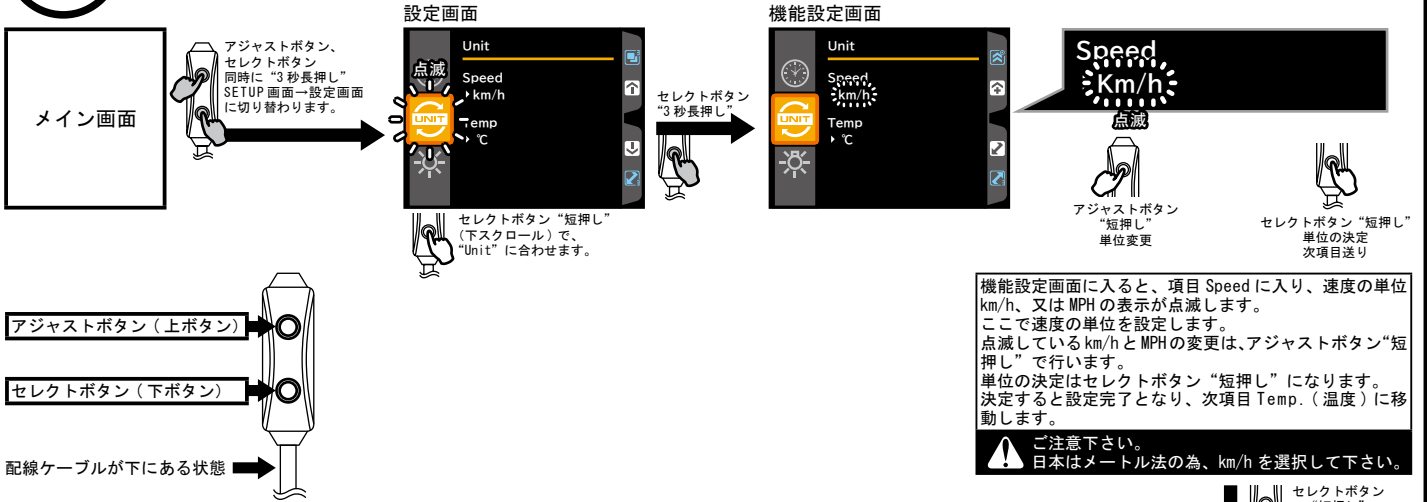 設定画面
機能設定画面
メイン画面
アジャストボタン、
セレクトボタン
同時に“3秒長押し”
SETUP画面→設定画面
に切り替わります。
点滅
UNIT
Unit
Speed
km/h
Temp
℃
セレクトボタン“短押し”
(下スクロール)で、
“Unit”に合わせます。
セレクトボタン
“3秒長押し”
UNIT
Unit
Speed
km/h
Temp
℃
Speed
Km/h
点滅
アジャストボタン
“短押し”
単位変更
セレクトボタン“短押し”
単位の決定
次項目送り
アジャストボタン(上ボタン)
セレクトボタン(下ボタン)
配線ケーブルが下にある状態
機能設定画面に入ると、項目Speedに入り、速度の単位
km/h、又はMPHの表示が点滅します。
ここで速度の単位を設定します。
点滅しているkm/hとMPHの変更は、アジャストボタン“短
押し”で行います。
単位の決定はセレクトボタン“短押し”になります。
決定すると設定完了となり、次項目Temp.(温度)に移
動します。
ご注意下さい。
日本はメートル法の為、km/hを選択して下さい。
セレクトボタン